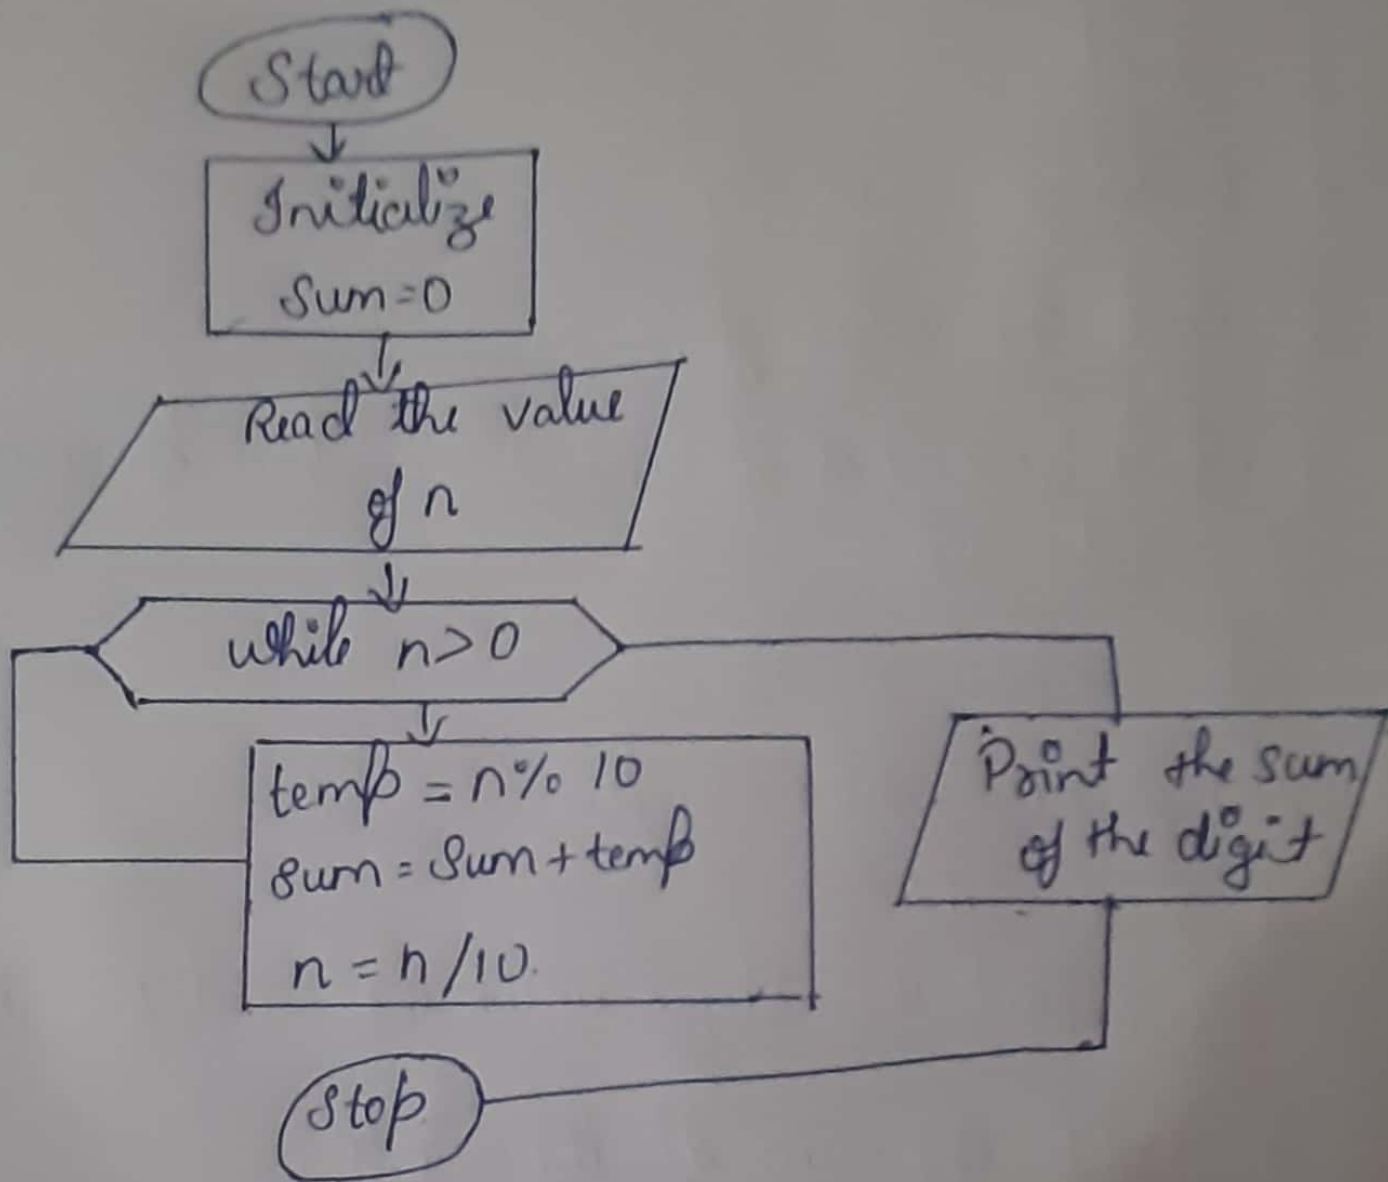 Start
Initialize
Sum=0
Read the value
of n
while n>0
temp = n% 10
sum = Sum + temp
n = n/10.
Print the sum
of the digit
Stop